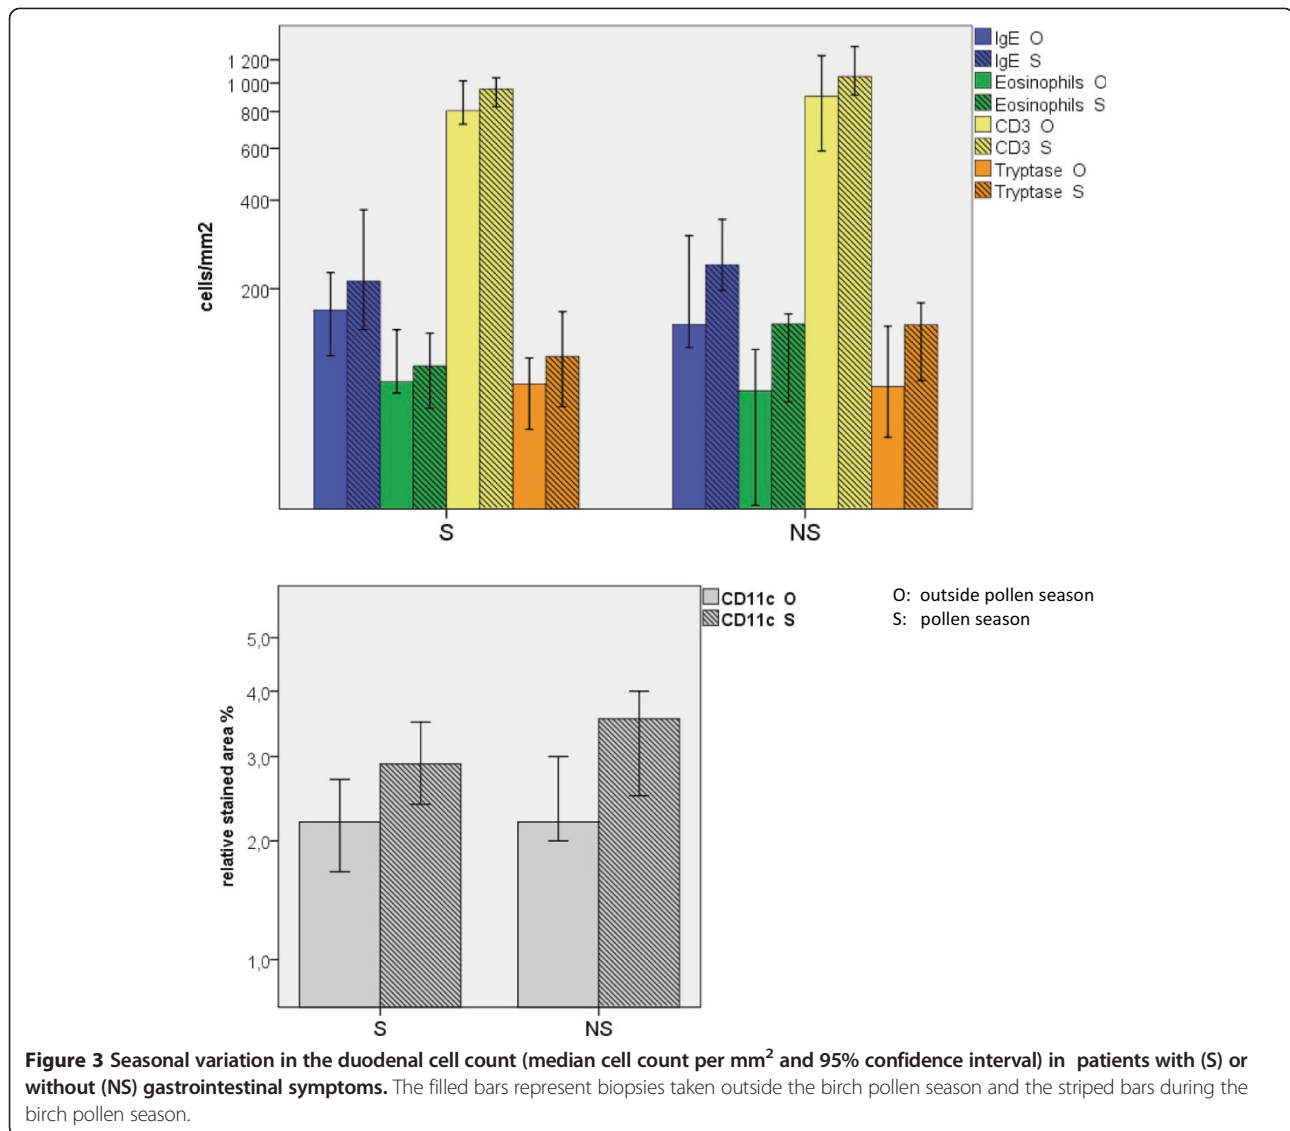 1 200
1 000
800
600
400
200
cells/mm2
S
NS
IgE O
IgE S
Eosinophils O
Eosinophils S
CD3 O
CD3 S
Tryptase O
Tryptase S
5,0
4,0
3,0
2,0
1,0
relative stained area %
S
NS
CD11c O
CD11c S
O: outside pollen season
S: pollen season
Figure 3 Seasonal variation in the duodenal cell count (median cell count per mm² and 95% confidence interval) in patients with (S) or
without (NS) gastrointestinal symptoms. The filled bars represent biopsies taken outside the birch pollen season and the striped bars during the
birch pollen season.